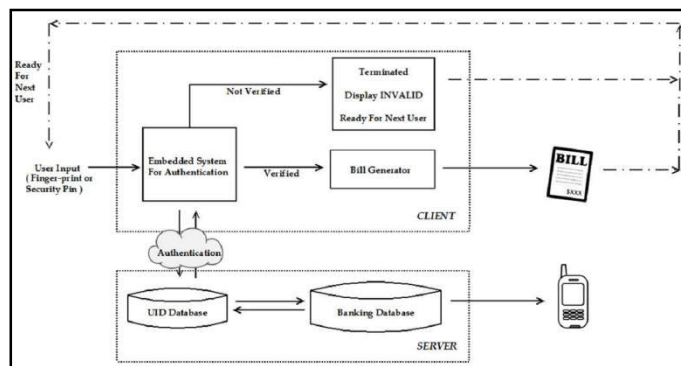 Ready
For
Next
User
Terminated
Display INVALID
Ready For Next User
Not Verified
User Input
( Finger-print or
Security Pin )
Embedded System
For Authentication
Verified
Bill Generator
BILL
$XXX
CLIENT
Authentication
UID Database
Banking Database
SERVER